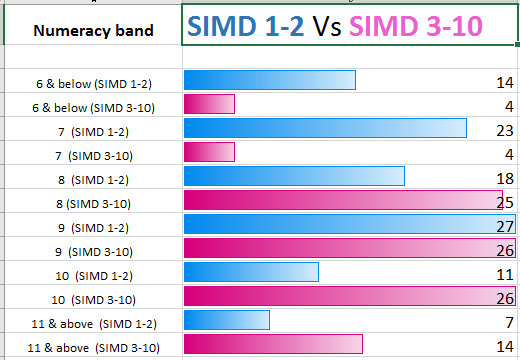 Numeracy band SIMD 1-2 Vs SIMD 3-10
6 & below (SIMD 1-2) 14
6 & below (SIMD 3-10) 4
7 (SIMD 1-2) 23
7 (SIMD 3-10) 4
8 (SIMD 1-2) 18
8 (SIMD 3-10) 25
9 (SIMD 1-2) 27
9 (SIMD 3-10) 26
10 (SIMD 1-2) 11
10 (SIMD 3-10) 26
11 & above (SIMD 1-2) 7
11 & above (SIMD 3-10) 14